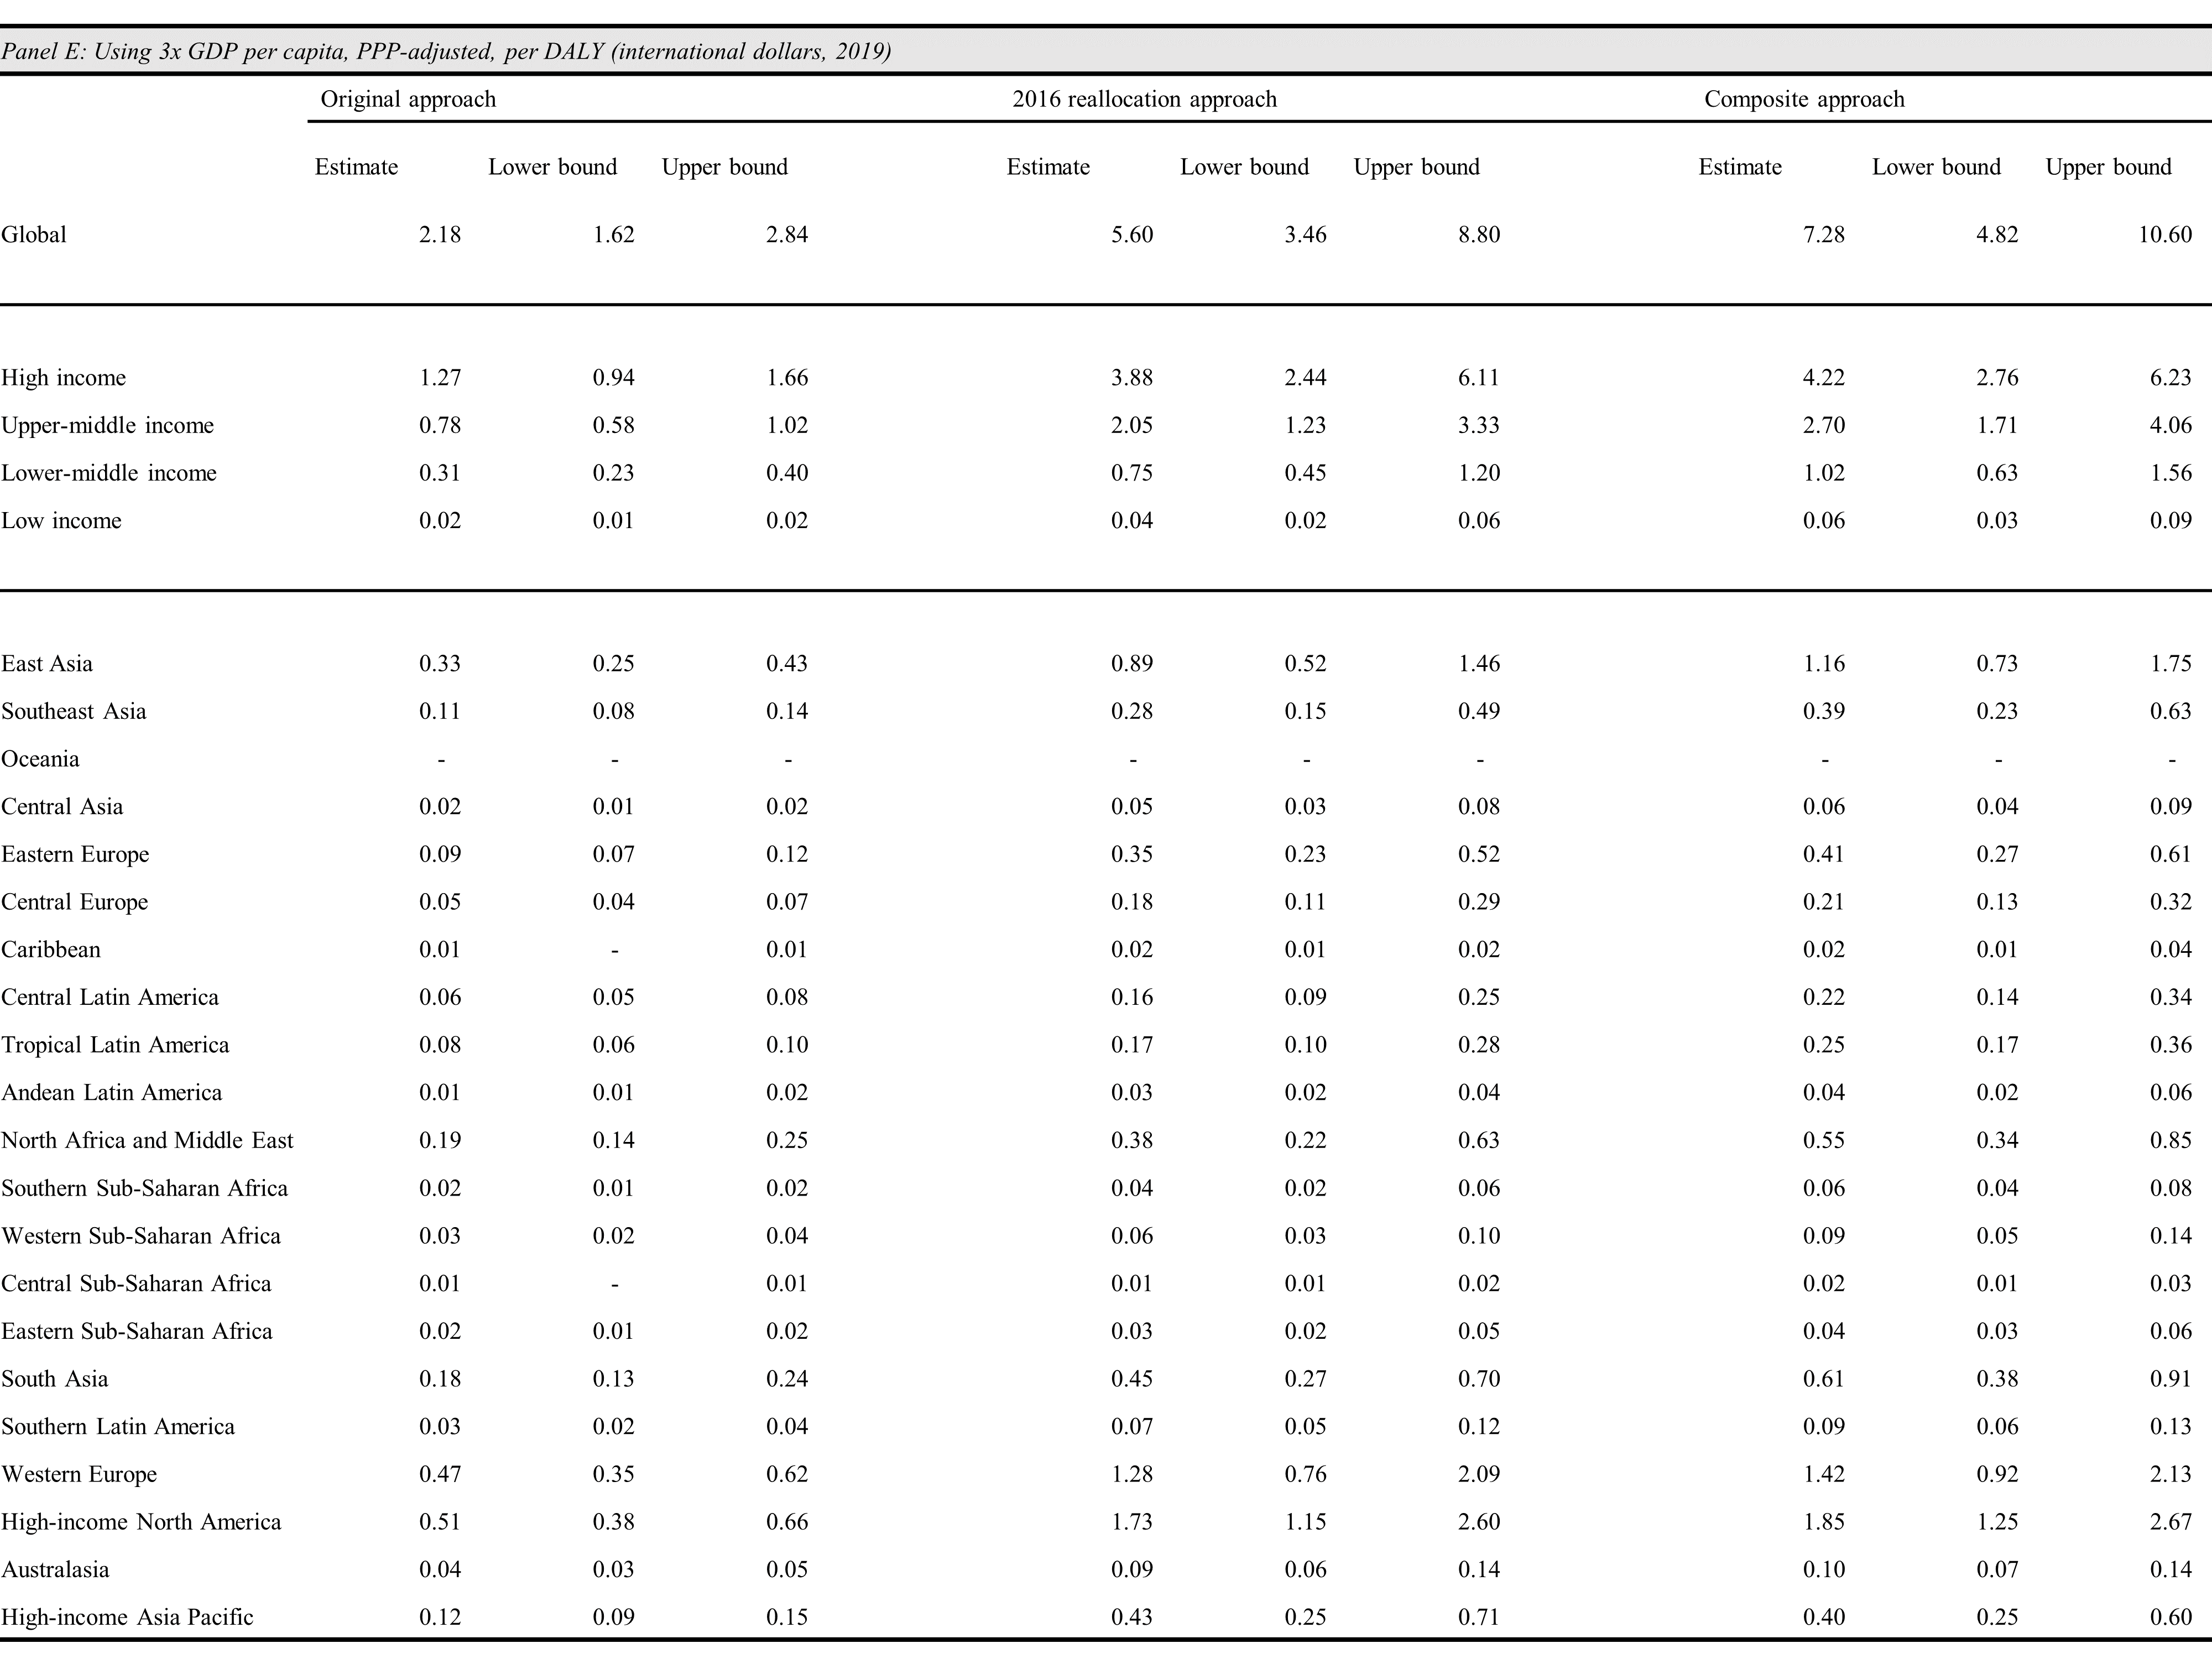 Panel E: Using 3x GDP per capita, PPP-adjusted, per DALY (international dollars, 2019)
Original approach 2016 reallocation approach Composite approach
Estimate Lower bound Upper bound Estimate Lower bound Upper bound Estimate Lower bound Upper bound
Global 2.18 1.62 2.84 5.60 3.46 8.80 7.28 4.82 10.60
High income 1.27 0.94 1.66 3.88 2.44 6.11 4.22 2.76 6.23
Upper-middle income 0.78 0.58 1.02 2.05 1.23 3.33 2.70 1.71 4.06
Lower-middle income 0.31 0.23 0.40 0.75 0.45 1.20 1.02 0.63 1.56
Low income 0.02 0.01 0.02 0.04 0.02 0.06 0.06 0.03 0.09
East Asia 0.33 0.25 0.43 0.89 0.52 1.46 1.16 0.73 1.75
Southeast Asia 0.11 0.08 0.14 0.28 0.15 0.49 0.39 0.23 0.63
Oceania - - - - - - - - -
Central Asia 0.02 0.01 0.02 0.05 0.03 0.08 0.06 0.04 0.09
Eastern Europe 0.09 0.07 0.12 0.35 0.23 0.52 0.41 0.27 0.61
Central Europe 0.05 0.04 0.07 0.18 0.11 0.29 0.21 0.13 0.32
Caribbean 0.01 - 0.01 0.02 0.01 0.02 0.02 0.01 0.04
Central Latin America 0.06 0.05 0.08 0.16 0.09 0.25 0.22 0.14 0.34
Tropical Latin America 0.08 0.06 0.10 0.17 0.10 0.28 0.25 0.17 0.36
Andean Latin America 0.01 0.01 0.02 0.03 0.02 0.04 0.04 0.02 0.06
North Africa and Middle East 0.19 0.14 0.25 0.38 0.22 0.63 0.55 0.34 0.85
Southern Sub-Saharan Africa 0.02 0.01 0.02 0.04 0.02 0.06 0.06 0.04 0.08
Western Sub-Saharan Africa 0.03 0.02 0.04 0.06 0.03 0.10 0.09 0.05 0.14
Central Sub-Saharan Africa 0.01 - 0.01 0.01 0.01 0.02 0.02 0.01 0.03
Eastern Sub-Saharan Africa 0.02 0.01 0.02 0.03 0.02 0.05 0.04 0.03 0.06
South Asia 0.18 0.13 0.24 0.45 0.27 0.70 0.61 0.38 0.91
Southern Latin America 0.03 0.02 0.04 0.07 0.05 0.12 0.09 0.06 0.13
Western Europe 0.47 0.35 0.62 1.28 0.76 2.09 1.42 0.92 2.13
High-income North America 0.51 0.38 0.66 1.73 1.15 2.60 1.85 1.25 2.67
Australasia 0.04 0.03 0.05 0.09 0.06 0.14 0.10 0.07 0.14
High-income Asia Pacific 0.12 0.09 0.15 0.43 0.25 0.71 0.40 0.25 0.60